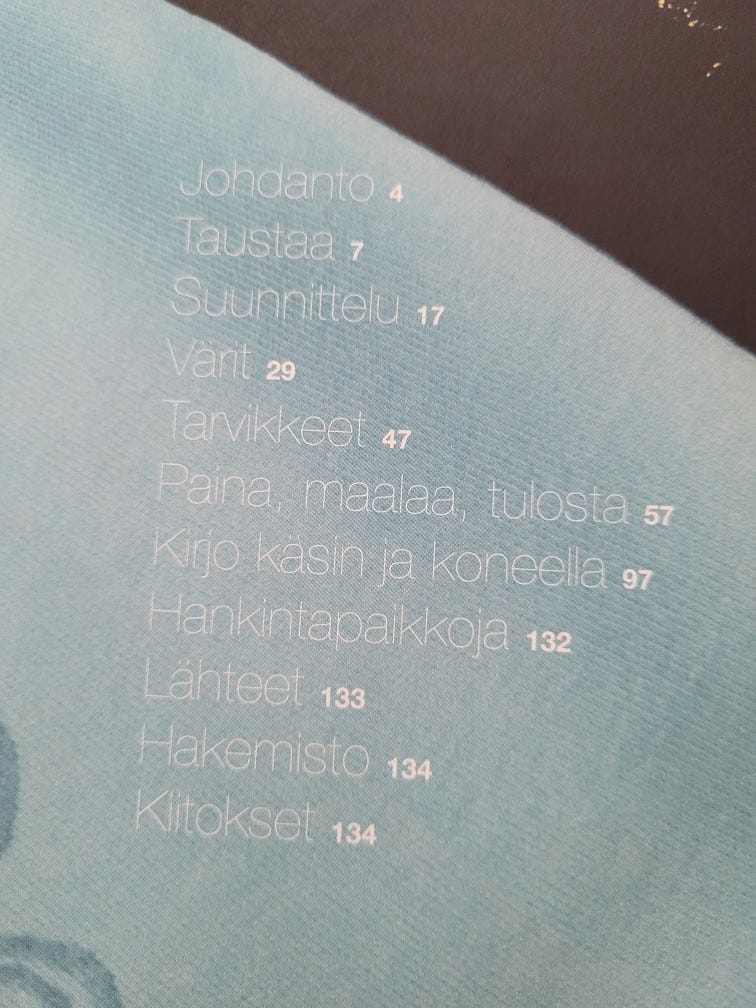 Johdanto 4
Taustaa 7
Suunnittelu 17
Värit 29
Tarvikkeet 47
Paina, maalaa, tulosta 57
Kirjo käsin ja koneella 97
Hankintapaikkoja 132
Lähteet 133
Hakemisto 134
Kiitokset 134